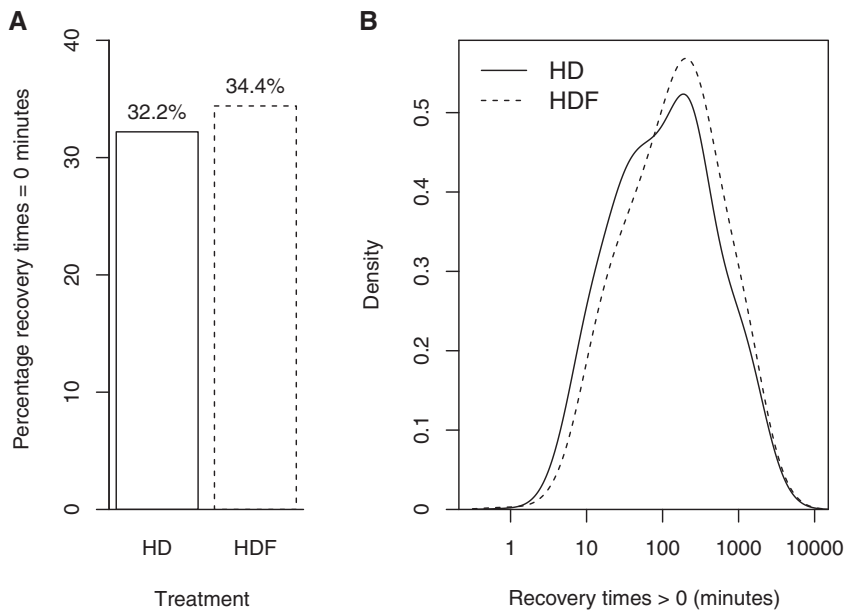 A
Percentage recovery times = 0 minutes
40
30
20
10
0
32.2%
34.4%
HD
HDF
Treatment
B
HD
HDF
Density
0.5
0.4
0.3
0.2
0.1
0
1
10
100
1000
10000
Recovery times > 0 (minutes)